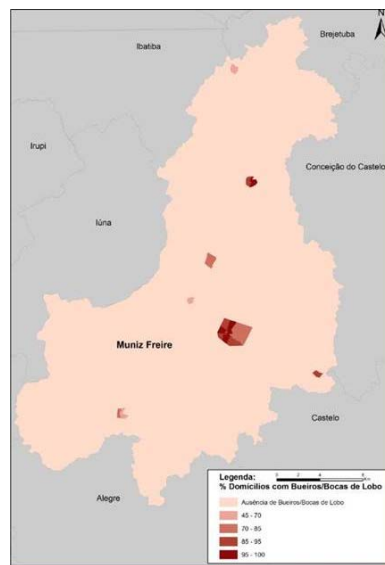 N
Brejetuba
Ibatiba
Irupi
Conceição do Castelo
Iúna
Muniz Freire
Castelo
Alegre
Legenda:
% Domicílios com Bueiros/Bocas de Lobo
Ausência de Bueiros/Bocas de Lobo
45 - 70
70 - 85
85 - 95
95 - 100